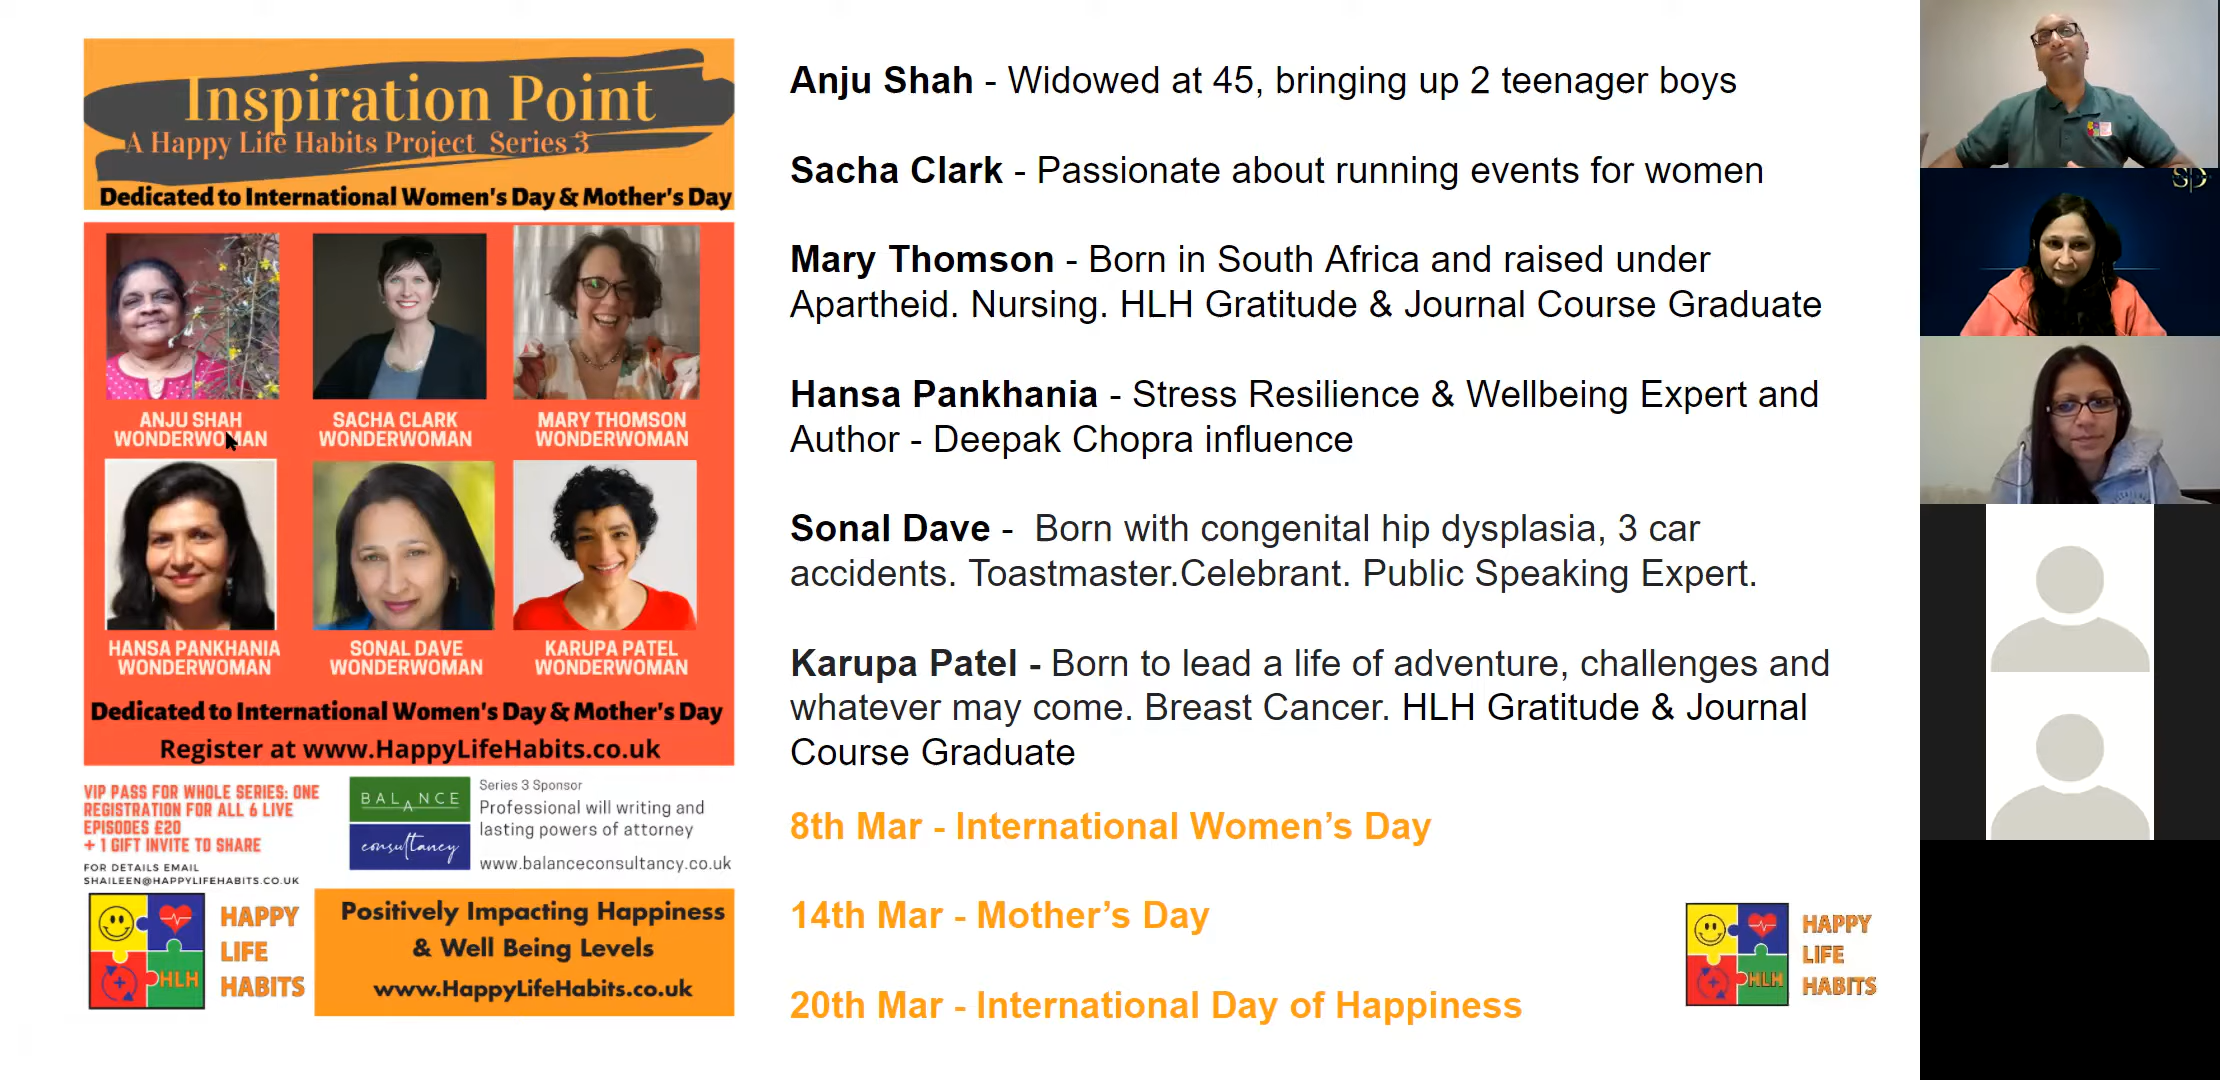 Inspiration Point
A Happy Life Habits Project Series 3
Dedicated to International Women's Day & Mother's Day
ANJU SHAH
WONDERWOMAN
SACHA CLARK
WONDERWOMAN
MARY THOMSON
WONDERWOMAN
HANSA PANKHANIA
WONDERWOMAN
SONAL DAVE
WONDERWOMAN
KARUPA PATEL
WONDERWOMAN
Dedicated to International Women's Day & Mother's Day
Register at www.HappyLifeHabits.co.uk
VIP PASS FOR WHOLE SERIES: ONE
REGISTRATION FOR ALL 6 LIVE
EPISODES £20
+ 1 GIFT INVITE TO SHARE
FOR DETAILS EMAIL
SHAILEEN@HAPPYLIFEHABITS.CO.UK
BALANCE
consultancy
Series 3 Sponsor
Professional will writing and
lasting powers of attorney
www.balanceconsultancy.co.uk
HLH
HAPPY
LIFE
HABITS
Positively Impacting Happiness
& Well Being Levels
www.HappyLifeHabits.co.uk
Anju Shah - Widowed at 45, bringing up 2 teenager boys
Sacha Clark - Passionate about running events for women
Mary Thomson - Born in South Africa and raised under
Apartheid. Nursing. HLH Gratitude & Journal Course Graduate
Hansa Pankhania - Stress Resilience & Wellbeing Expert and
Author - Deepak Chopra influence
Sonal Dave - Born with congenital hip dysplasia, 3 car
accidents. Toastmaster.Celebrant. Public Speaking Expert.
Karupa Patel - Born to lead a life of adventure, challenges and
whatever may come. Breast Cancer. HLH Gratitude & Journal
Course Graduate
8th Mar - International Women's Day
14th Mar - Mother's Day
20th Mar - International Day of Happiness
HLH
HAPPY
LIFE
HABITS
SD